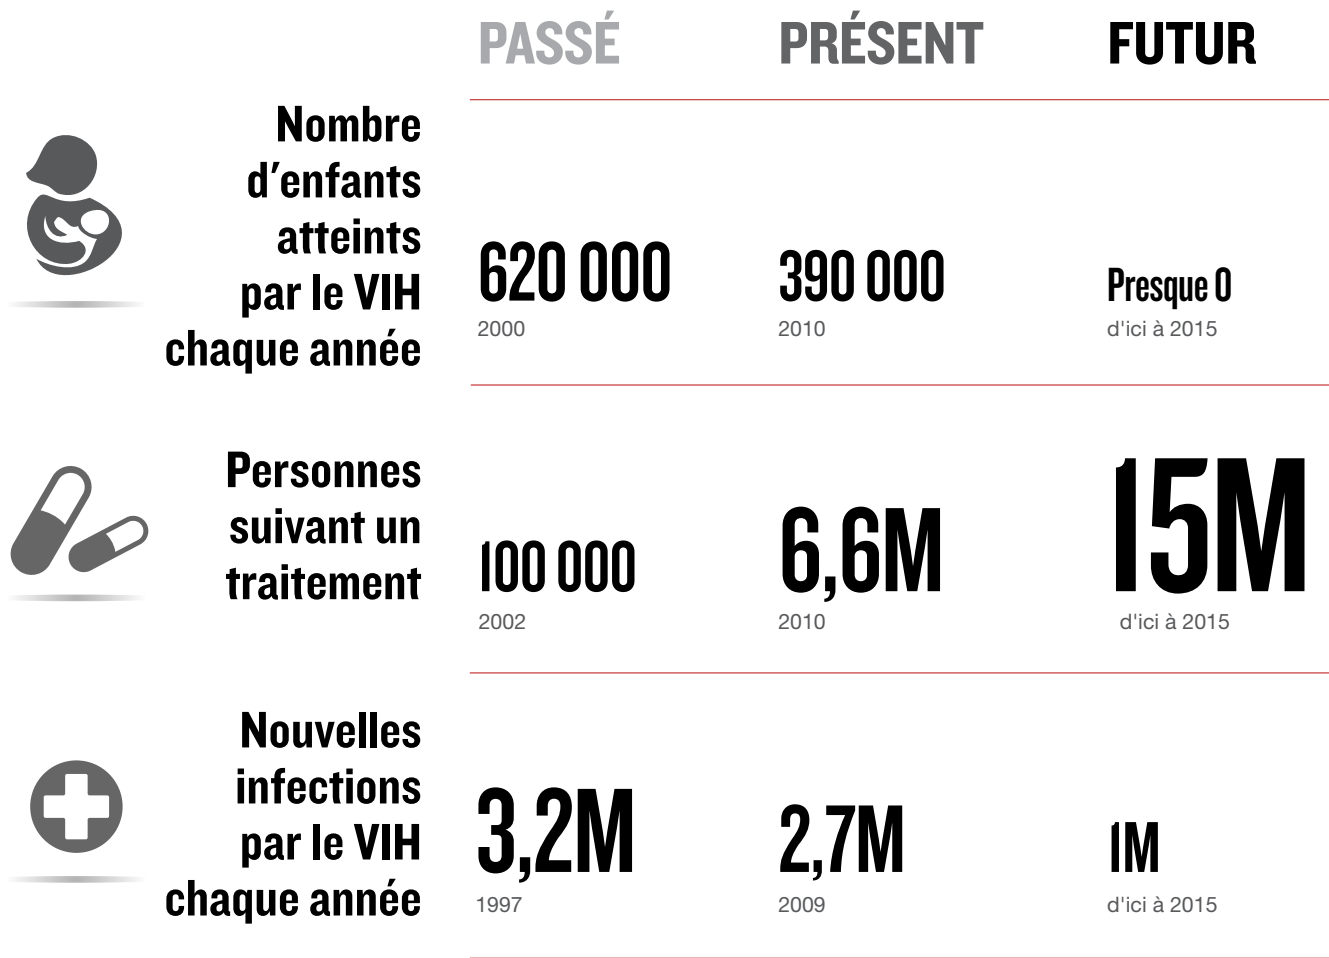 PASSÉ PRÉSENT FUTUR
Nombre
d’enfants
atteints
par le VIH
chaque année
620 000 390 000 Presque 0
2000 2010 d'ici à 2015
Personnes
suivant un
traitement
100 000 6,6M 15M
2002 2010 d'ici à 2015
Nouvelles
infections
par le VIH
chaque année
3,2M 2,7M 1M
1997 2009 d'ici à 2015